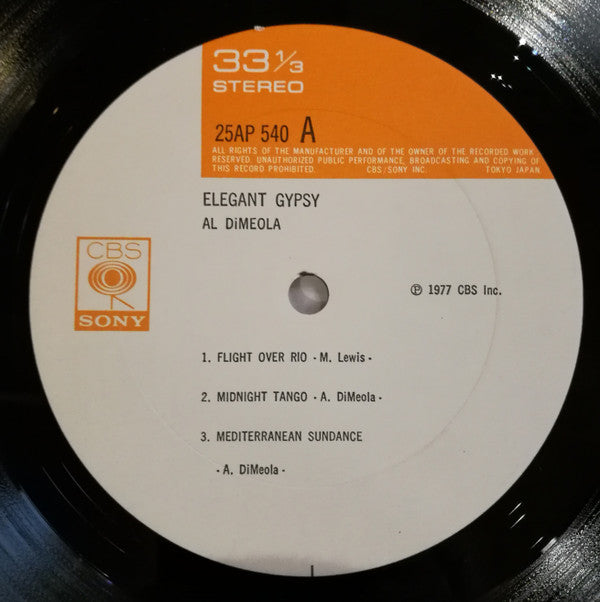 33 1/3
STEREO
25AP 540 A
ALL RIGHTS OF THE MANUFACTURER AND OF THE OWNER OF THE RECORDED WORK
RESERVED. UNAUTHORIZED PUBLIC PERFORMANCE, BROADCASTING AND COPYING OF
THIS RECORD PROHIBITED. CBS/SONY INC. TOKYO JAPAN
ELEGANT GYPSY
AL DiMEOLA
CBS
SONY
℗ 1977 CBS Inc.
1. FLIGHT OVER RIO - M. Lewis -
2. MIDNIGHT TANGO - A. DiMeola -
3. MEDITERRANEAN SUNDANCE
- A. DiMeola -